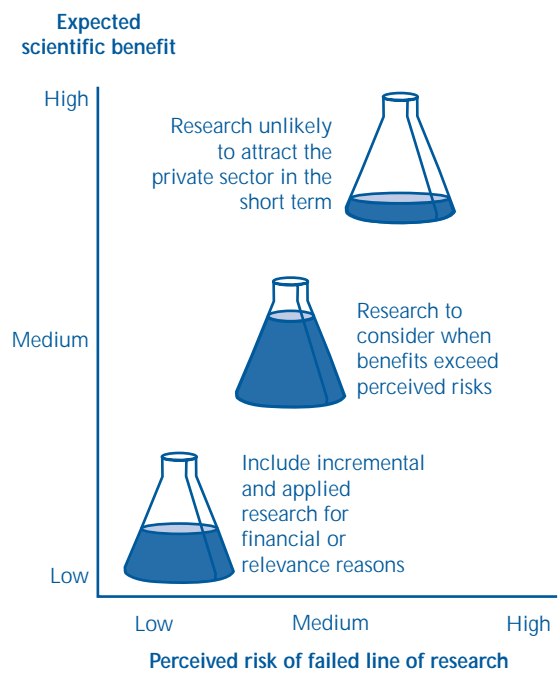 Expected
scientific benefit
High
Research unlikely
to attract the
private sector in the
short term
Medium
Research to
consider when
benefits exceed
perceived risks
Include incremental
and applied
research for
financial or
relevance reasons
Low
Low Medium High
Perceived risk of failed line of research